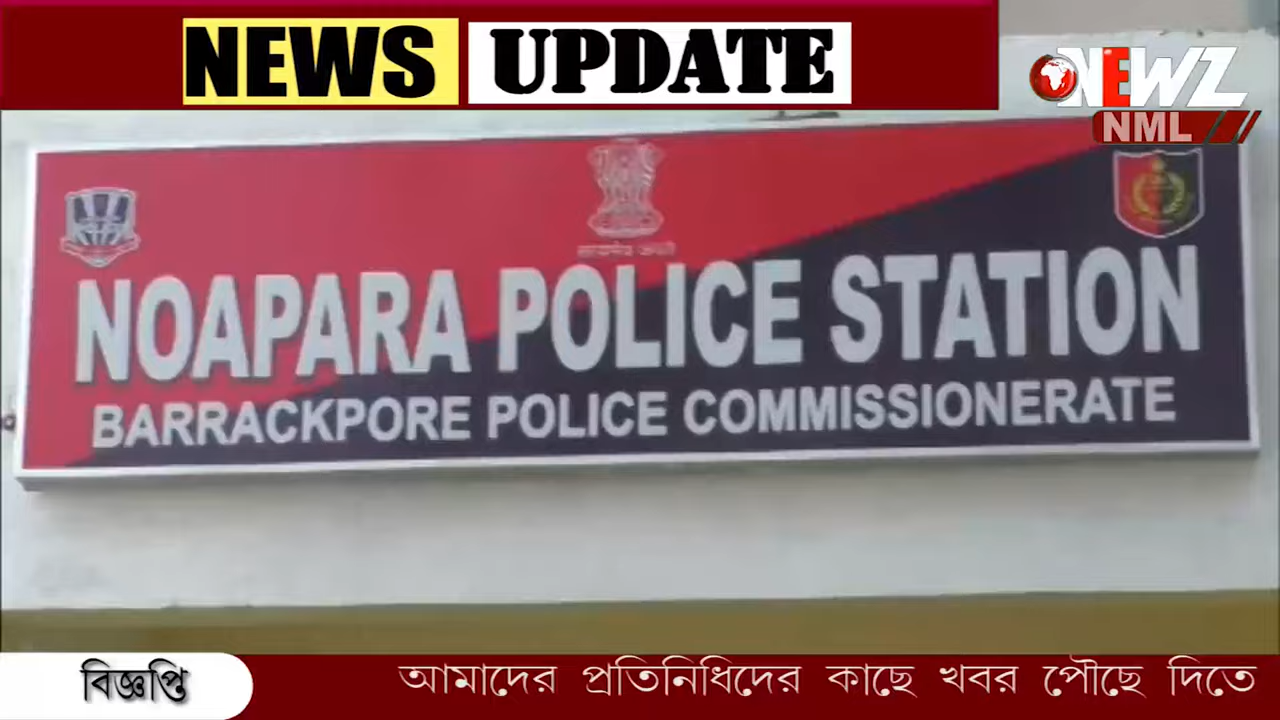 NEWS UPDATE
NEWZ
NML
NOAPARA POLICE STATION
BARRACKPORE POLICE COMMISSIONERATE
বিজ্ঞপ্তি
আমাদের প্রতিনিধিদের কাছে খবর পৌছে দিতে